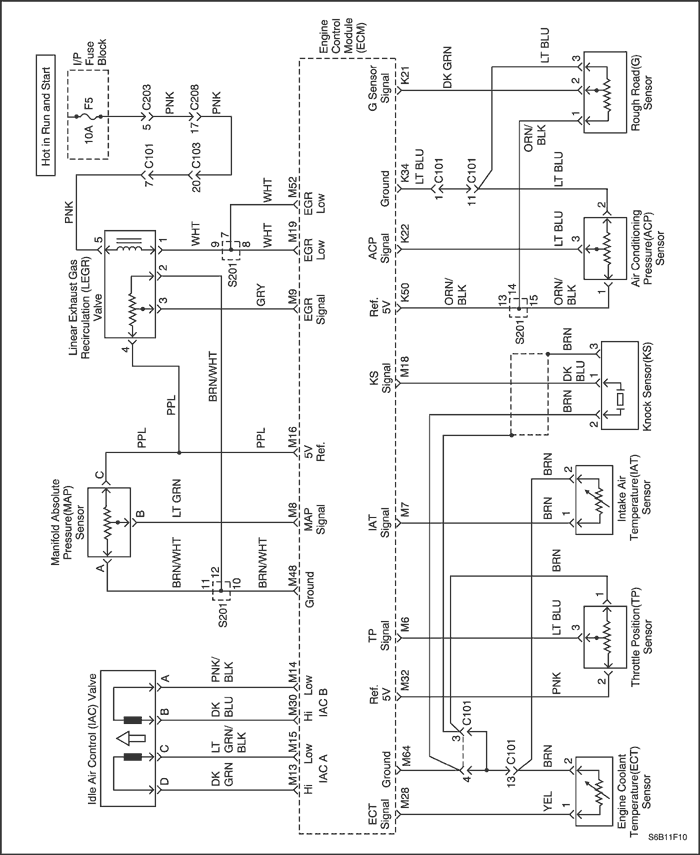 Hot in Run and Start
I/P
Fuse
Block
F5
10A
C203
5
PNK
C208
17
C101
7
C103
20
PNK
Engine
Control
Module
(ECM)
Linear Exhaust Gas
Recirculation (LEGR)
Valve
5
1
2
3
4
WHT
9
7
8
S201
WHT
WHT
M52
EGR
Low
M19
EGR
Low
GRY
M9
EGR
Signal
BRN/WHT
PPL
PPL
PPL
M16
5V
Ref.
Manifold Absolute
Pressure(MAP)
Sensor
C
B
A
LT GRN
M8
MAP
Signal
BRN/WHT
11
12
10
S201
BRN/WHT
M48
Ground
Idle Air Control (IAC) Valve
A
B
C
D
PNK/
BLK
DK
BLU
LT
GRN/
BLK
DK
GRN
M14
Low
M30
Hi
IAC B
M15
Low
M13
Hi
IAC A
G Sensor
Signal
K21
DK GRN
LT BLU
3
2
1
Rough Road(G)
Sensor
ORN/
BLK
Ground
K34
LT BLU
C101
1
C101
11
LT BLU
ACP
Signal
K22
LT BLU
2
3
1
Air Conditioning
Pressure(ACP)
Sensor
Ref.
5V
K50
ORN/
BLK
13
14
15
S201
ORN/
BLK
KS
Signal
M18
BRN
DK
BLU
BRN
3
1
2
Knock Sensor(KS)
IAT
Signal
M7
BRN
BRN
2
1
Intake Air
Temperature(IAT)
Sensor
TP
Signal
M6
BRN
LT BLU
1
3
2
Throttle Position(TP)
Sensor
Ref.
5V
M32
PNK
C101
3
Ground
M64
4
C101
13
BRN
2
1
Engine Coolant
Temperature(ECT)
Sensor
ECT
Signal
M28
YEL
S6B11F10